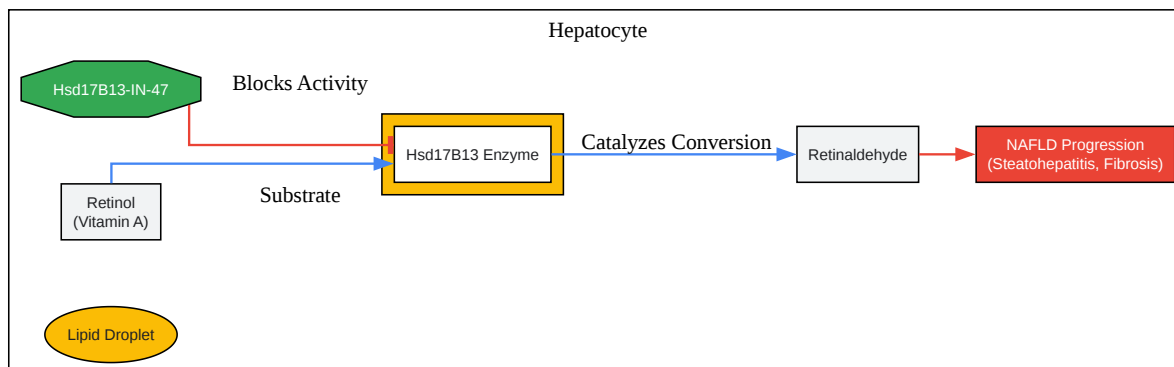 Hepatocyte
Hsd17B13-IN-47
Blocks Activity
Hsd17B13 Enzyme
Catalyzes Conversion
Retinaldehyde
NAFLD Progression
(Steatohepatitis, Fibrosis)
Substrate
Retinol
(Vitamin A)
Lipid Droplet